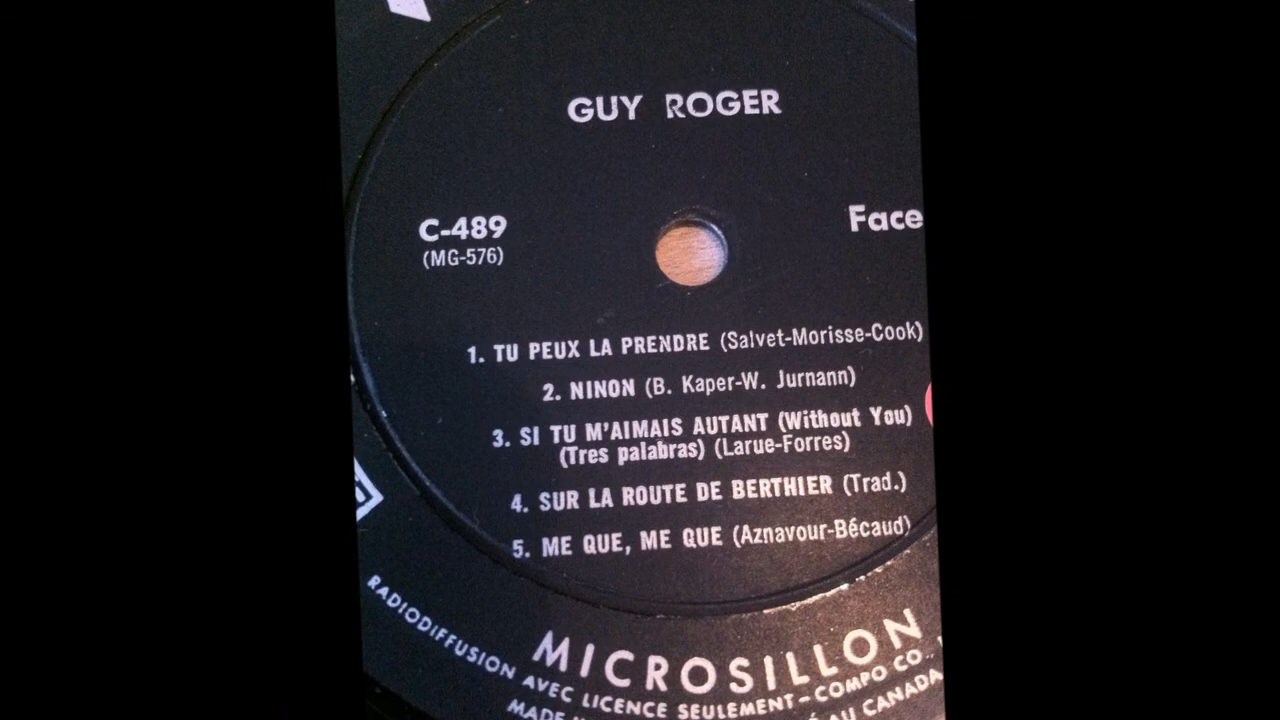 GUY ROGER
C-489
(MG-576)
Face
1. TU PEUX LA PRENDRE (Salvet-Morisse-Cook)
2. NINON (B. Kaper-W. Jurnann)
3. SI TU M'AIMAIS AUTANT (Without You)
(Tres palabras) (Larue-Forres)
4. SUR LA ROUTE DE BERTHIER (Trad.)
5. ME QUE, ME QUE (Aznavour-Bécaud)
MICROSILLON
RADIODIFFUSION AVEC LICENCE SEULEMENT-COMPO CO.
MADE AU CANADA